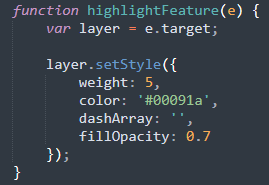 function highlightFeature(e) {
    var layer = e.target;

    layer.setStyle({
        weight: 5,
        color: '#00091a',
        dashArray: '',
        fillOpacity: 0.7
    });
}